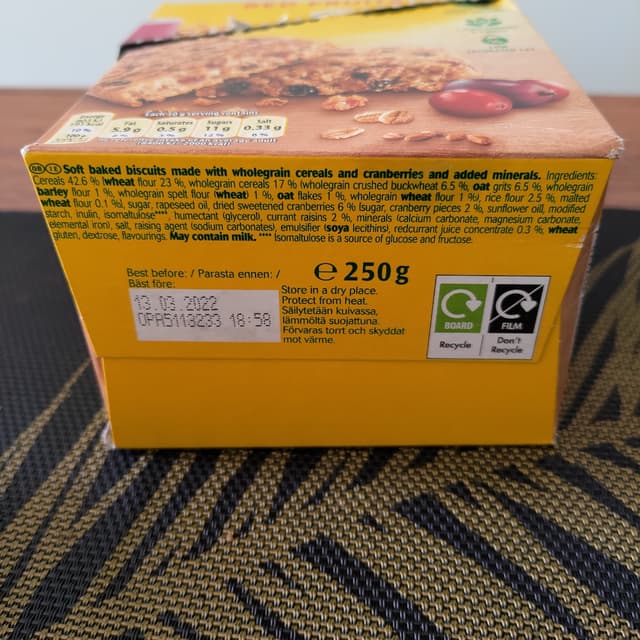 Each 50 g serving contains
Fat Saturates Sugars Salt
5.9 g 0.5 g 11 g 0.33 g
Soft baked biscuits made with wholegrain cereals and cranberries and added minerals. Ingredients:
Cereals 42.6 % (wheat flour 23 %, wholegrain cereals 17 % (wholegrain crushed buckwheat 6.5 %, oat grits 6.5 %, wholegrain
barley flour 1 %, wholegrain spelt flour (wheat) 1 %, oat flakes 1 %, wholegrain wheat flour 1 %), rice flour 2.5 %, malted
wheat flour 0.1 %), sugar, rapeseed oil, dried sweetened cranberries 6 % (sugar, cranberry pieces 2 %, sunflower oil, modified
starch, inulin, isomaltulose****, humectant (glycerol), currant raisins 2 %, minerals (calcium carbonate, magnesium carbonate,
elemental iron), salt, raising agent (sodium carbonates), emulsifier (soya lecithins), redcurrant juice concentrate 0.3 %, wheat
gluten, dextrose, flavourings. May contain milk. **** Isomaltulose is a source of glucose and fructose.
Best before: / Parasta ennen: /
Bäst före:
13.03.2022
OPA5113233 18:58
e 250g
Store in a dry place.
Protect from heat.
Säilytetään kuivassa,
lämmöltä suojattuna.
Förvaras torrt och skyddat
mot värme.
BOARD
FILM
Recycle
Don't
Recycle